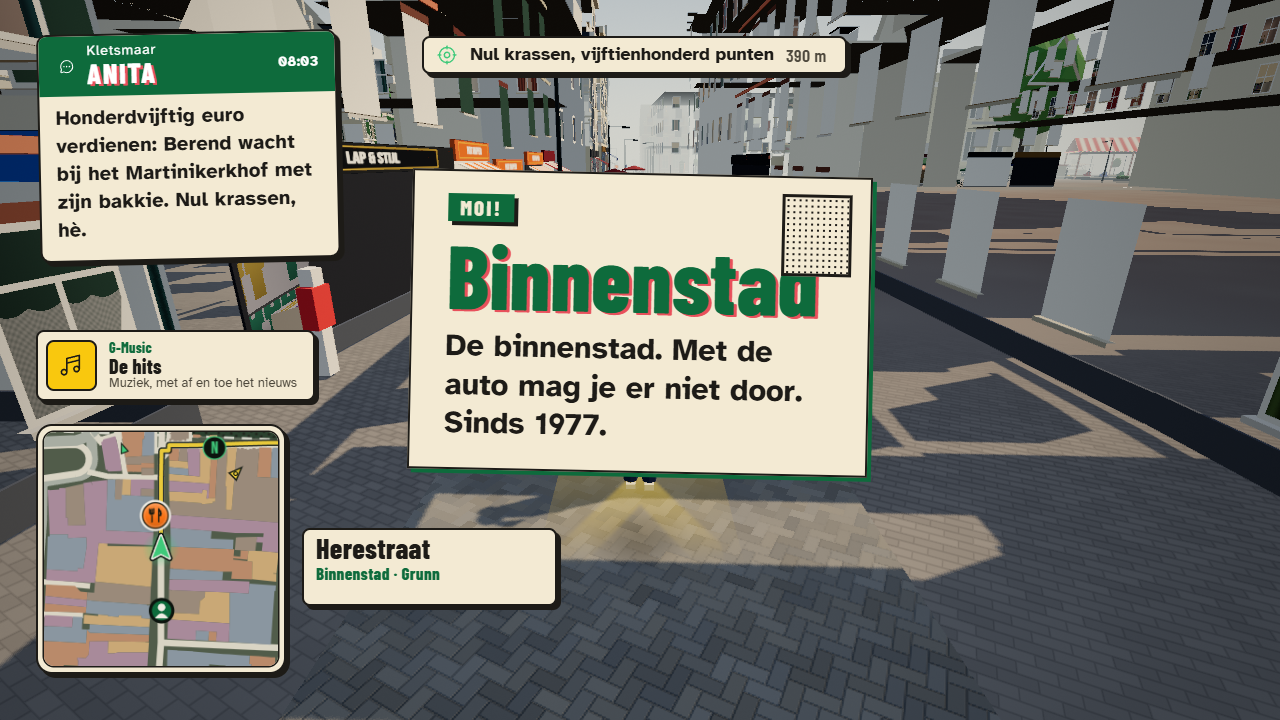 Kletsmaar
ANITA
08:03
Honderdvijftig euro
verdienen: Berend wacht
bij het Martinikerkhof met
zijn bakkie. Nul krassen,
hè.
Nul krassen, vijftienhonderd punten 390 m
LAP & STUL
MOI!
Binnenstad
De binnenstad. Met de
auto mag je er niet door.
Sinds 1977.
G-Music
De hits
Muziek, met af en toe het nieuws
N
Herestraat
Binnenstad · Grunn